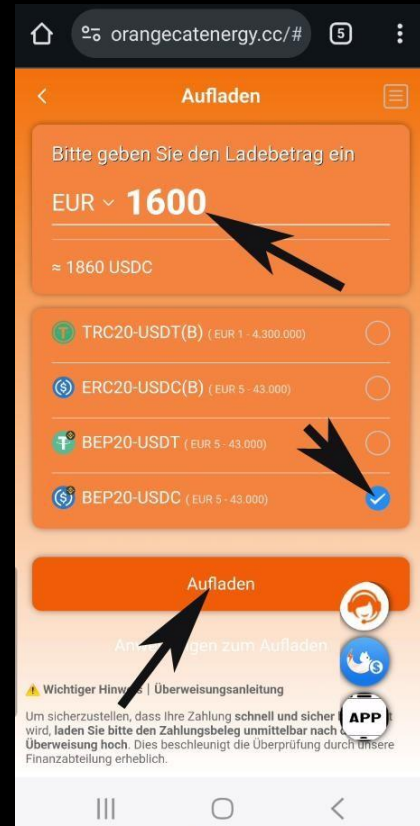 orangecatenergy.cc/# 5
Aufladen
Bitte geben Sie den Ladebetrag ein
EUR 1600
≈ 1860 USDC
TRC20-USDT(B) ( EUR 1 - 4.300.000)
ERC20-USDC(B) ( EUR 5 - 43.000)
BEP20-USDT ( EUR 5 - 43.000)
BEP20-USDC ( EUR 5 - 43.000)
Aufladen
zum Aufladen
Wichtiger | Überweisungsanleitung
Um sicherzustellen, dass Ihre Zahlung schnell und sicher
wird, laden Sie bitte den Zahlungsbeleg unmittelbar nach
APP
Überweisung hoch. Dies beschleunigt die Überprüfung durch unsere
Finanzabteilung erheblich.